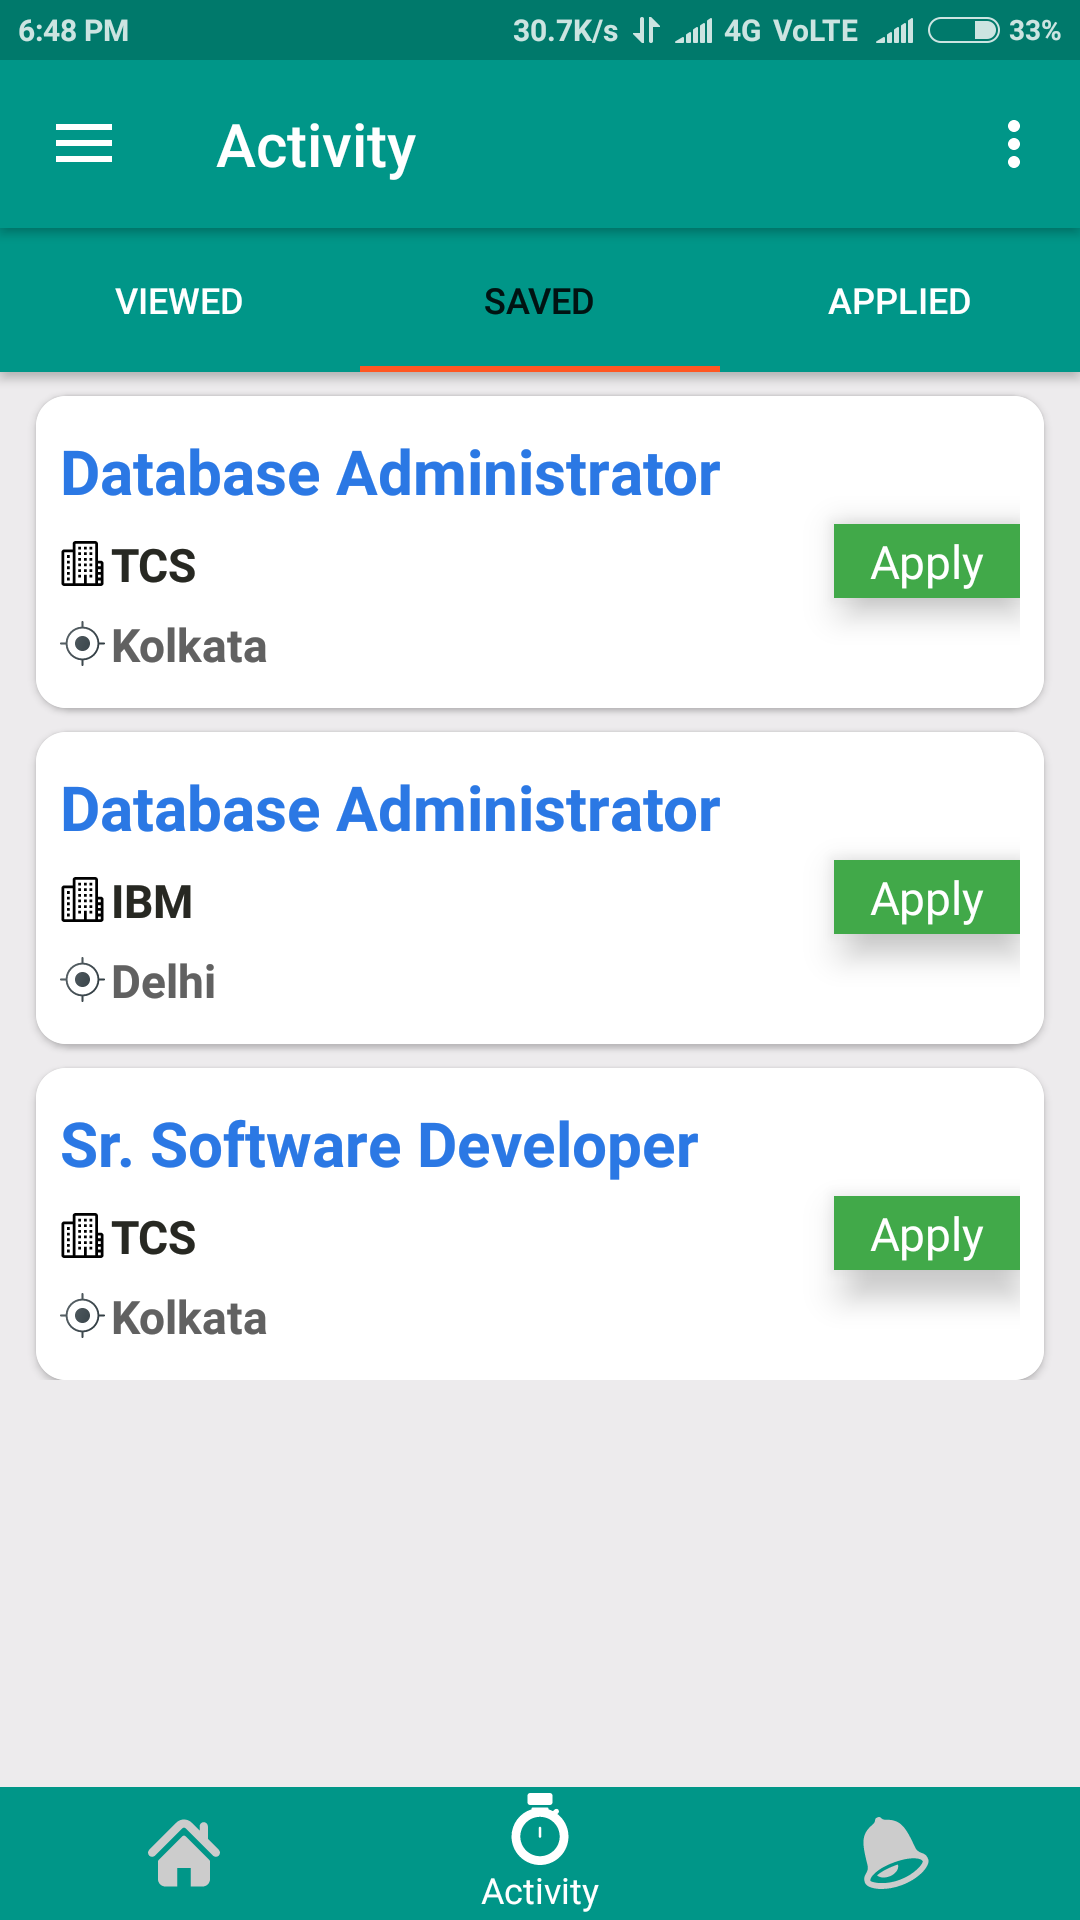 6:48 PM 30.7K/s 4G VoLTE 33%
Activity
VIEWED SAVED APPLIED
Database Administrator
TCS Apply
Kolkata
Database Administrator
IBM Apply
Delhi
Sr. Software Developer
TCS Apply
Kolkata
Activity